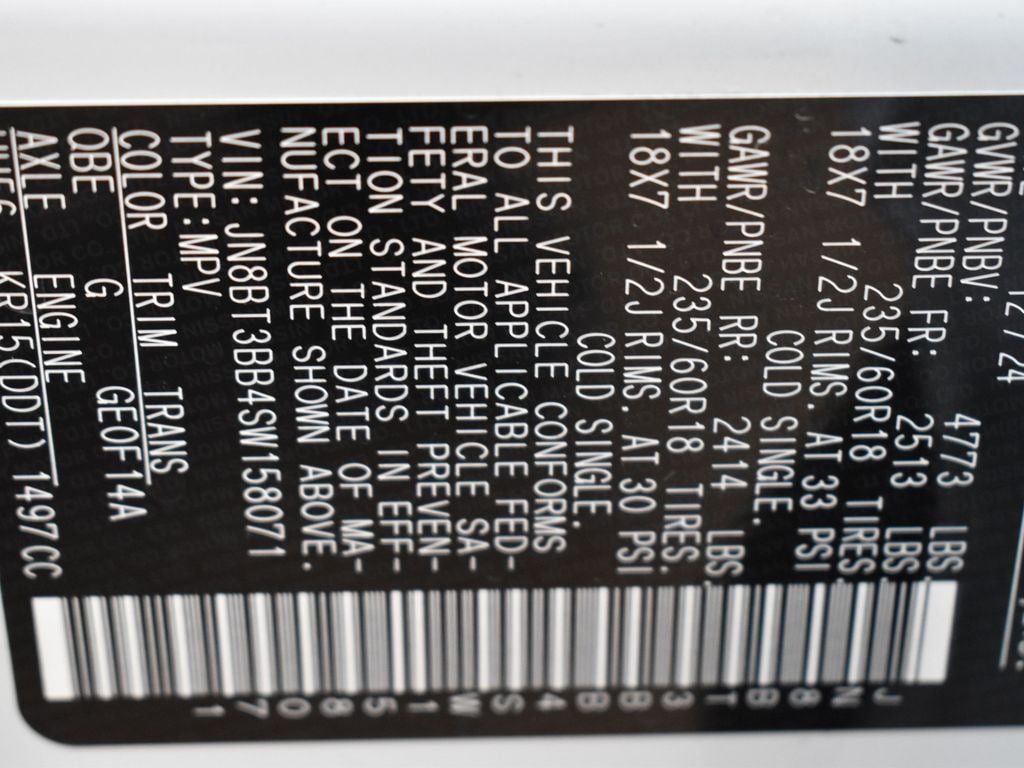 12/24
GVWR/PNBV: 4773 LBS
GAWR/PNBE FR: 2513 LBS
WITH 235/60R18 TIRES,
18X7 1/2J RIMS, AT 33 PSI
COLD SINGLE.
GAWR/PNBE RR: 2414 LBS
WITH 235/60R18 TIRES,
18X7 1/2J RIMS, AT 30 PSI
COLD SINGLE.
THIS VEHICLE CONFORMS
TO ALL APPLICABLE FED-
ERAL MOTOR VEHICLE SA-
FETY AND THEFT PREVEN-
TION STANDARDS IN EFF-
ECT ON THE DATE OF MA-
NUFACTURE SHOWN ABOVE.
VIN: JN8BT3BB4SW158071
TYPE:MPV
COLOR TRIM TRANS
QBE G GEOF14A
AXLE ENGINE
KR15(DDT) 1497CC
JN8BT3BB4SW158071